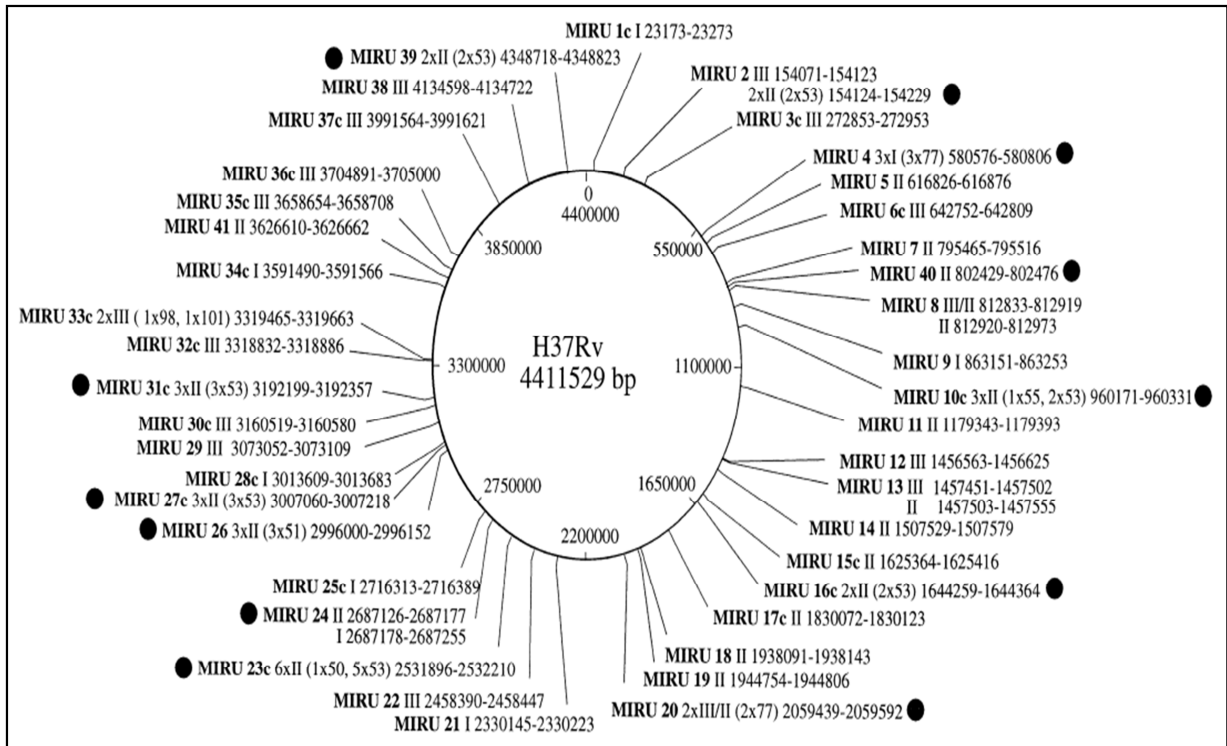 MIRU 1c I 23173-23273
MIRU 2 III 154071-154123
2xII (2x53) 154124-154229
MIRU 3c III 272853-272953
MIRU 4 3xI (3x77) 580576-580806
MIRU 5 II 616826-616876
MIRU 6c III 642752-642809
MIRU 7 II 795465-795516
MIRU 40 II 802429-802476
MIRU 8 III/II 812833-812919
II 812920-812973
MIRU 9 I 863151-863253
MIRU 10c 3xII (1x55, 2x53) 960171-960331
MIRU 11 II 1179343-1179393
MIRU 12 III 1456563-1456625
MIRU 13 III 1457451-1457502
II 1457503-1457555
MIRU 14 II 1507529-1507579
MIRU 15c II 1625364-1625416
MIRU 16c 2xII (2x53) 1644259-1644364
MIRU 17c II 1830072-1830123
MIRU 18 II 1938091-1938143
MIRU 19 II 1944754-1944806
MIRU 20 2xIII/II (2x77) 2059439-2059592
MIRU 21 I 2330145-2330223
MIRU 22 III 2458390-2458447
MIRU 23c 6xII (1x50, 5x53) 2531896-2532210
MIRU 24 II 2687126-2687177
I 2687178-2687255
MIRU 25c I 2716313-2716389
MIRU 26 3xII (3x51) 2996000-2996152
MIRU 27c 3xII (3x53) 3007060-3007218
MIRU 28c I 3013609-3013683
MIRU 29 III 3073052-3073109
MIRU 30c III 3160519-3160580
MIRU 31c 3xII (3x53) 3192199-3192357
MIRU 32c III 3318832-3318886
MIRU 33c 2xIII ( 1x98, 1x101) 3319465-3319663
MIRU 34c I 3591490-3591566
MIRU 41 II 3626610-3626662
MIRU 35c III 3658654-3658708
MIRU 36c III 3704891-3705000
MIRU 37c III 3991564-3991621
MIRU 38 III 4134598-4134722
MIRU 39 2xII (2x53) 4348718-4348823
0
4400000
550000
1100000
1650000
2200000
2750000
3300000
3850000
H37Rv
4411529 bp